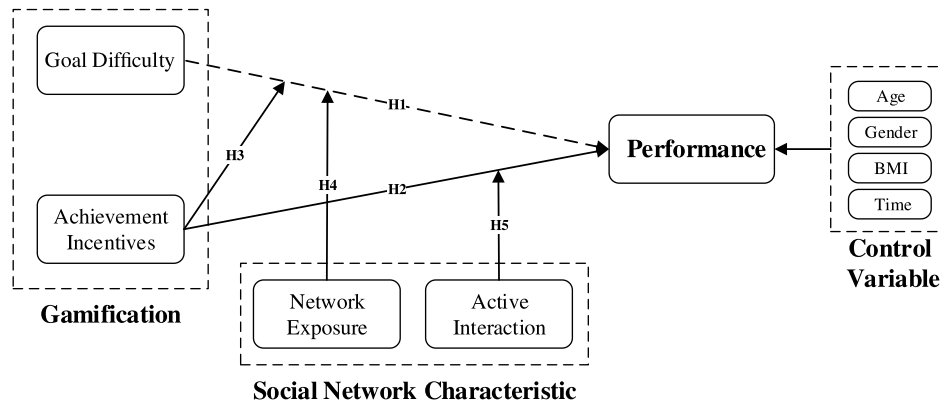 Goal Difficulty
H1
Age
Gender
BMI
Time
Performance
H3
H4
H2
H5
Achievement
Incentives
Control
Variable
Gamification
Network
Exposure
Active
Interaction
Social Network Characteristic